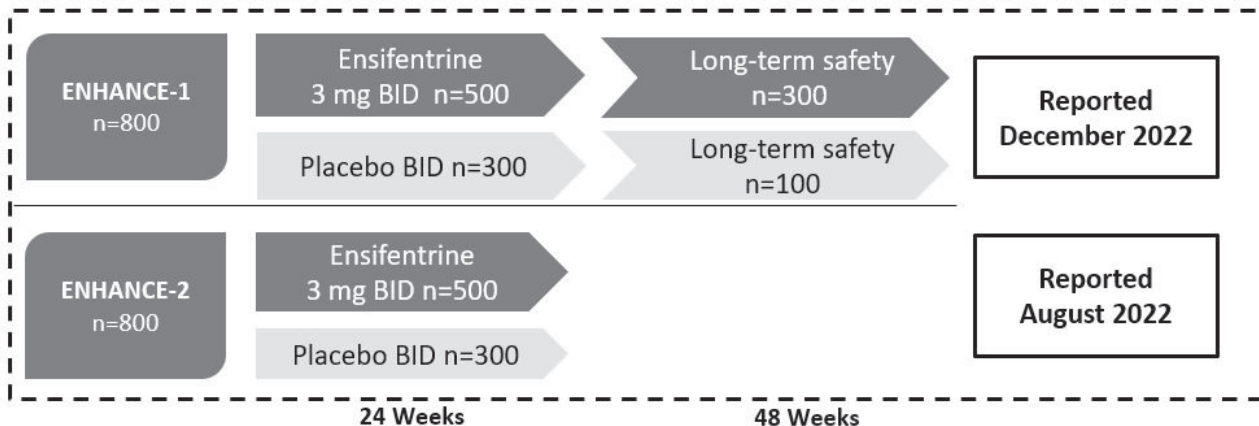 ENHANCE-1
n=800
Ensifentrine
3 mg BID n=500
Long-term safety
n=300
Placebo BID n=300
Long-term safety
n=100
Reported
December 2022
ENHANCE-2
n=800
Ensifentrine
3 mg BID n=500
Placebo BID n=300
Reported
August 2022
24 Weeks
48 Weeks